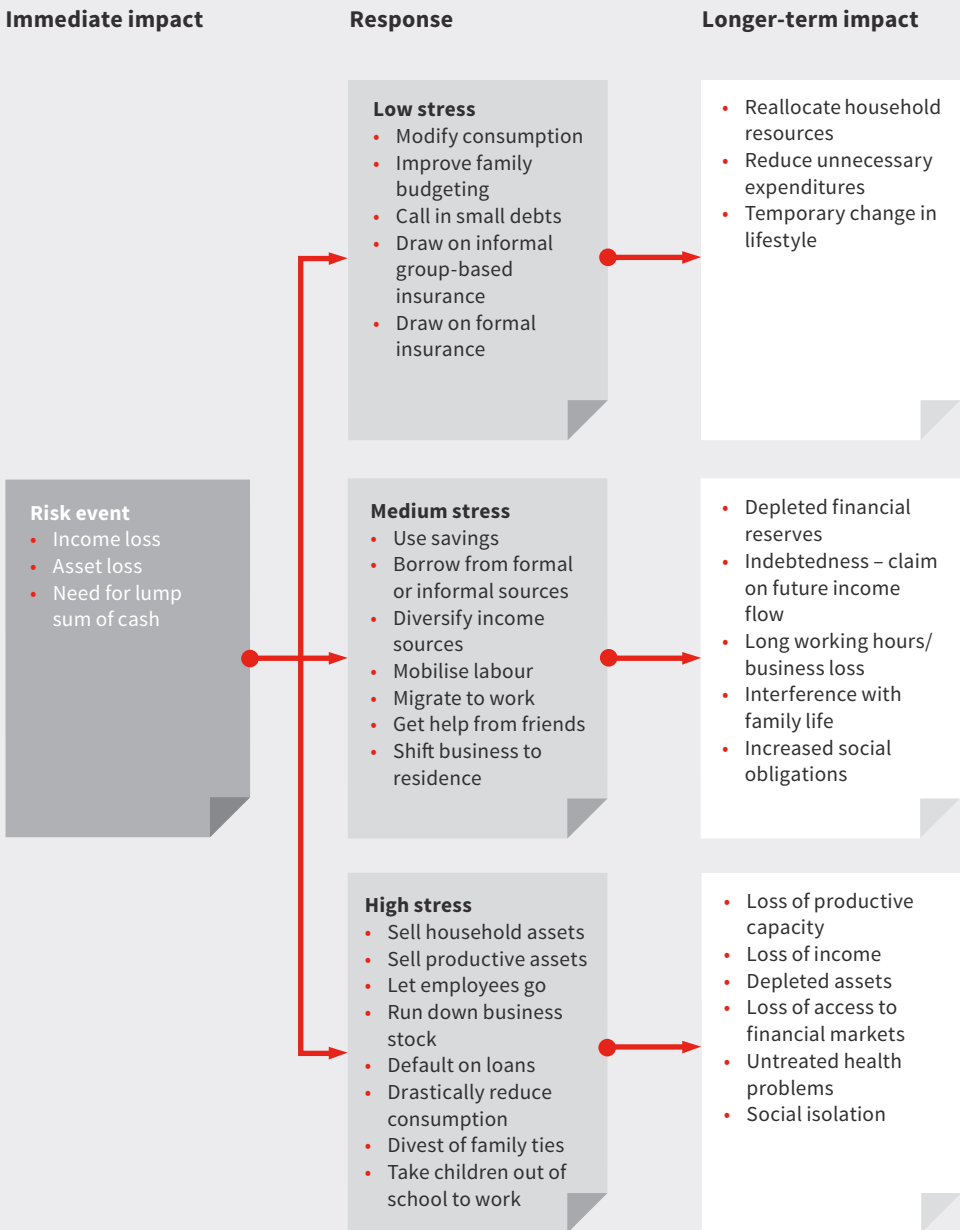 Immediate impact
Response
Longer-term impact
Low stress
• Modify consumption
• Improve family
budgeting
• Call in small debts
• Draw on informal
group-based
insurance
• Draw on formal
insurance
• Reallocate household
resources
• Reduce unnecessary
expenditures
• Temporary change in
lifestyle
Risk event
• Income loss
• Asset loss
• Need for lump
sum of cash
Medium stress
• Use savings
• Borrow from formal
or informal sources
• Diversify income
sources
• Mobilise labour
• Migrate to work
• Get help from friends
• Shift business to
residence
• Depleted financial
reserves
• Indebtedness – claim
on future income
flow
• Long working hours/
business loss
• Interference with
family life
• Increased social
obligations
High stress
• Sell household assets
• Sell productive assets
• Let employees go
• Run down business
stock
• Default on loans
• Drastically reduce
consumption
• Divest of family ties
• Take children out of
school to work
• Loss of productive
capacity
• Loss of income
• Depleted assets
• Loss of access to
financial markets
• Untreated health
problems
• Social isolation